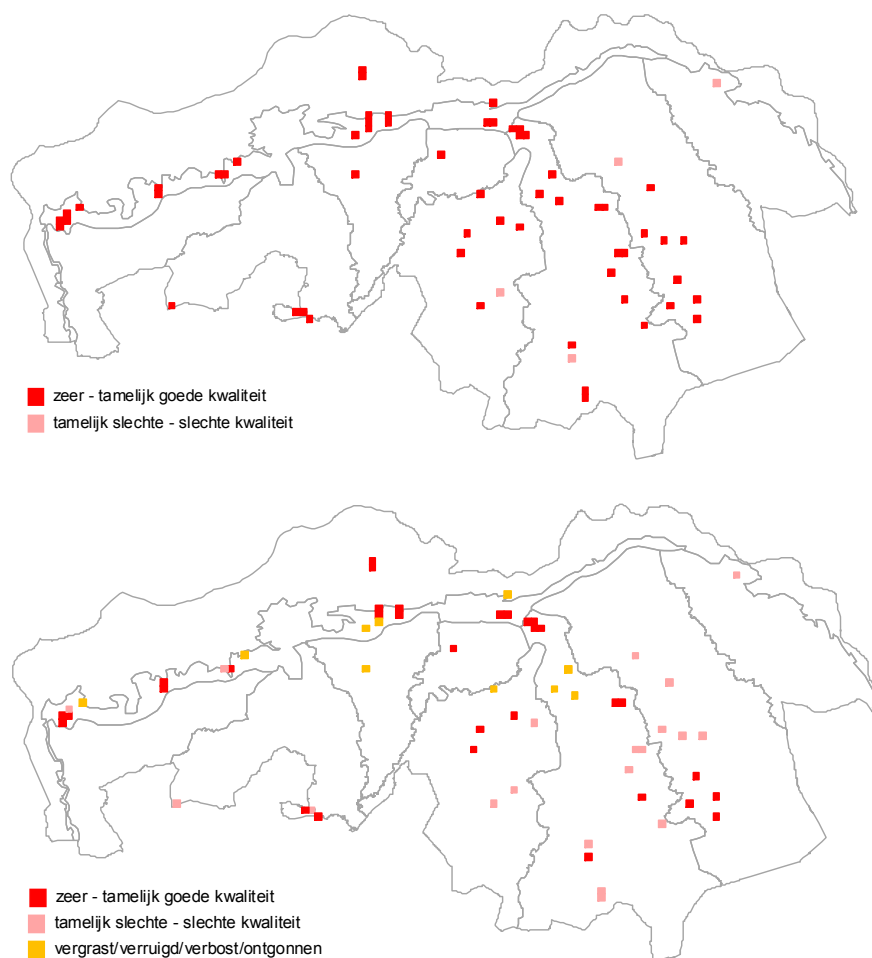 zeer - tamelijk goede kwaliteit
tamelijk slechte - slechte kwaliteit
zeer - tamelijk goede kwaliteit
tamelijk slechte - slechte kwaliteit
vergrast/verruigd/verbost/ontgonnen